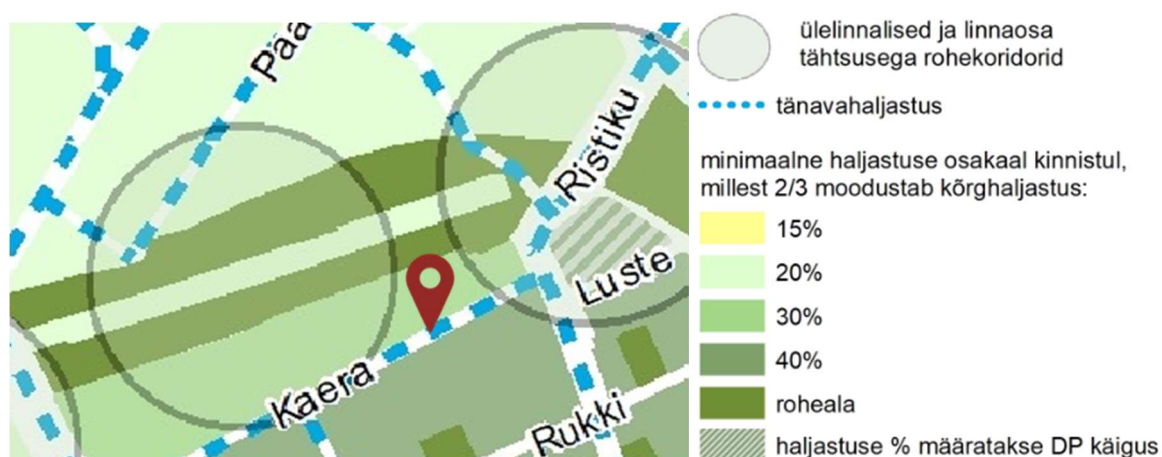 Ristiku
Luste
Kaera
Rukki
ülelinnalised ja linnaosa
tähtsusega rohekoridorid
tänavahaljastus
minimaalne haljastuse osakaal kinnistul,
millest 2/3 moodustab kõrghaljastus:
15%
20%
30%
40%
roheala
haljastuse % määratakse DP käigus